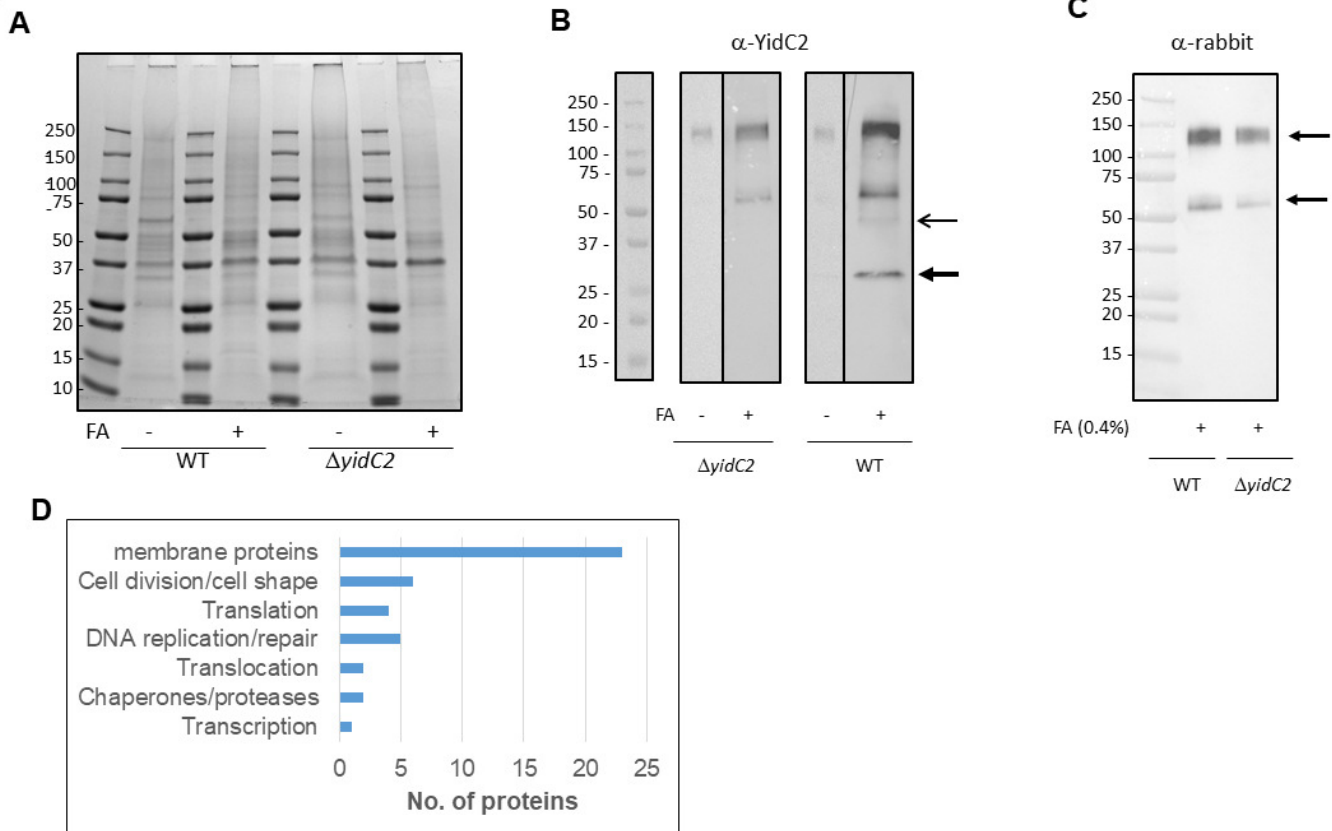 A
250
150
100
-75
50 -
37 -
25 -
20 -
15 -
10 -
FA - + - +
WT ΔyidC2
B
α-YidC2
250 -
150 -
100 -
75 -
50 -
37 -
25 -
20 -
15 -
FA - + - +
ΔyidC2 WT
C
α-rabbit
250 -
150 -
100 -
75 -
50 -
37 -
25 -
20 -
15 -
FA (0.4%) + +
WT ΔyidC2
D
membrane proteins
Cell division/cell shape
Translation
DNA replication/repair
Translocation
Chaperones/proteases
Transcription
0 5 10 15 20 25
No. of proteins